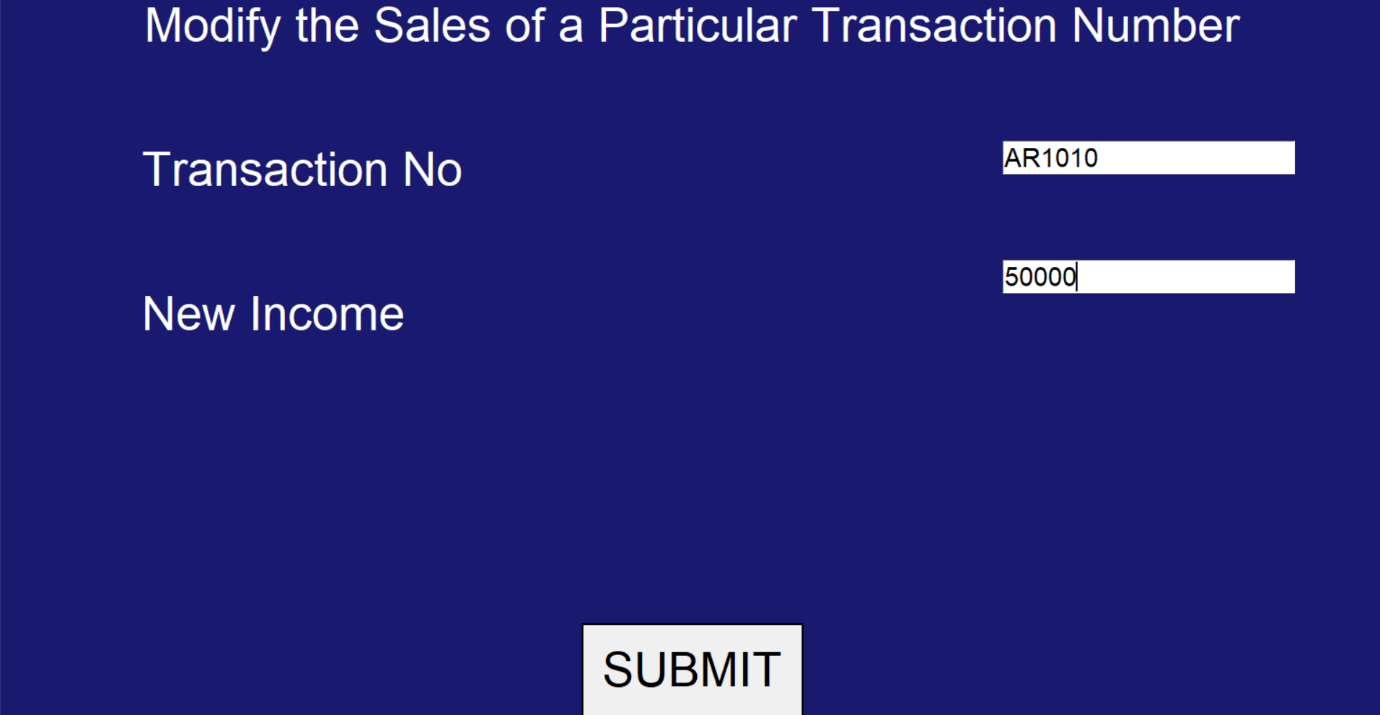 Modify the Sales of a Particular Transaction Number
Transaction No
AR1010
New Income
50000
SUBMIT